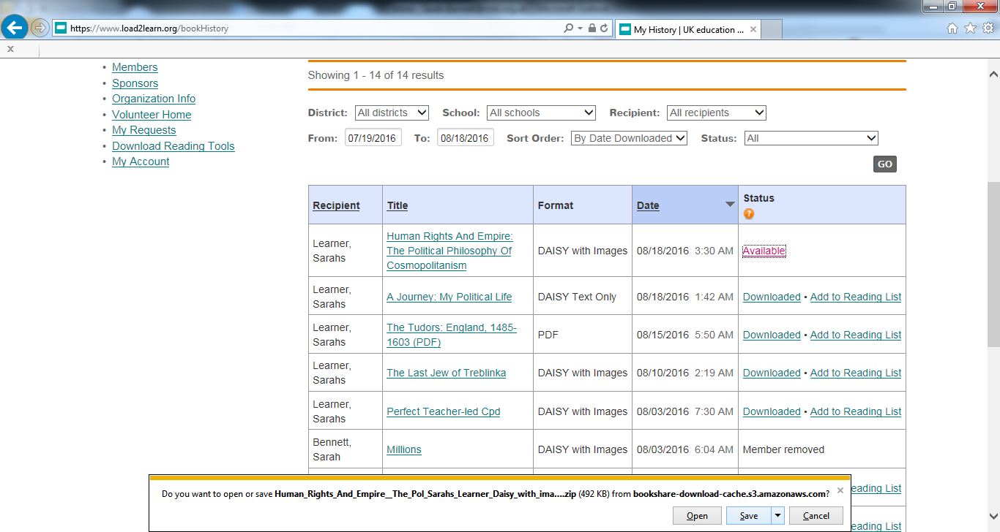 https://www.load2learn.org/bookHistory
My History | UK education ...
x
• Members
• Sponsors
• Organization Info
• Volunteer Home
• My Requests
• Download Reading Tools
• My Account
Showing 1 - 14 of 14 results
District: All districts School: All schools Recipient: All recipients
From: 07/19/2016 To: 08/18/2016 Sort Order: By Date Downloaded Status: All
GO
Recipient Title Format Date Status
?
Learner, Sarahs Human Rights And Empire: The Political Philosophy Of Cosmopolitanism DAISY with Images 08/18/2016 3:30 AM Available
Learner, Sarahs A Journey: My Political Life DAISY Text Only 08/18/2016 1:42 AM Downloaded • Add to Reading List
Learner, Sarahs The Tudors: England, 1485-1603 (PDF) PDF 08/15/2016 5:50 AM Downloaded • Add to Reading List
Learner, Sarahs The Last Jew of Treblinka DAISY with Images 08/10/2016 2:19 AM Downloaded • Add to Reading List
Learner, Sarahs Perfect Teacher-led Cpd DAISY with Images 08/03/2016 7:30 AM Downloaded • Add to Reading List
Bennett, Sarah Millions DAISY with Images 08/03/2016 6:04 AM Member removed
eading List
Do you want to open or save Human_Rights_And_Empire__The_Pol_Sarahs_Learner_Daisy_with_ima....zip (492 KB) from bookshare-download-cache.s3.amazonaws.com?
Open Save Cancel
eading List